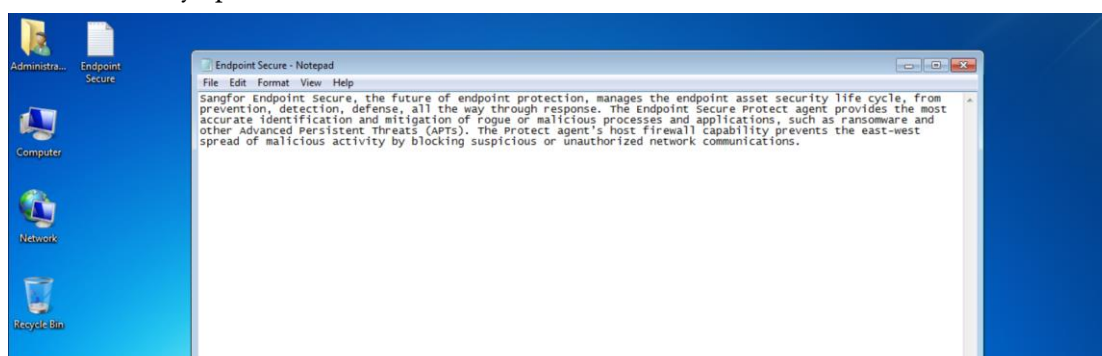 Administra...
Endpoint
Secure
Computer
Network
Recycle Bin
Endpoint Secure - Notepad
File Edit Format View Help
Sangfor Endpoint Secure, the future of endpoint protection, manages the endpoint asset security life cycle, from
prevention, detection, defense, all the way through response. The Endpoint Secure Protect agent provides the most
accurate identification and mitigation of rogue or malicious processes and applications, such as ransomware and
other Advanced Persistent Threats (APTs). The Protect agent's host firewall capability prevents the east-west
spread of malicious activity by blocking suspicious or unauthorized network communications.